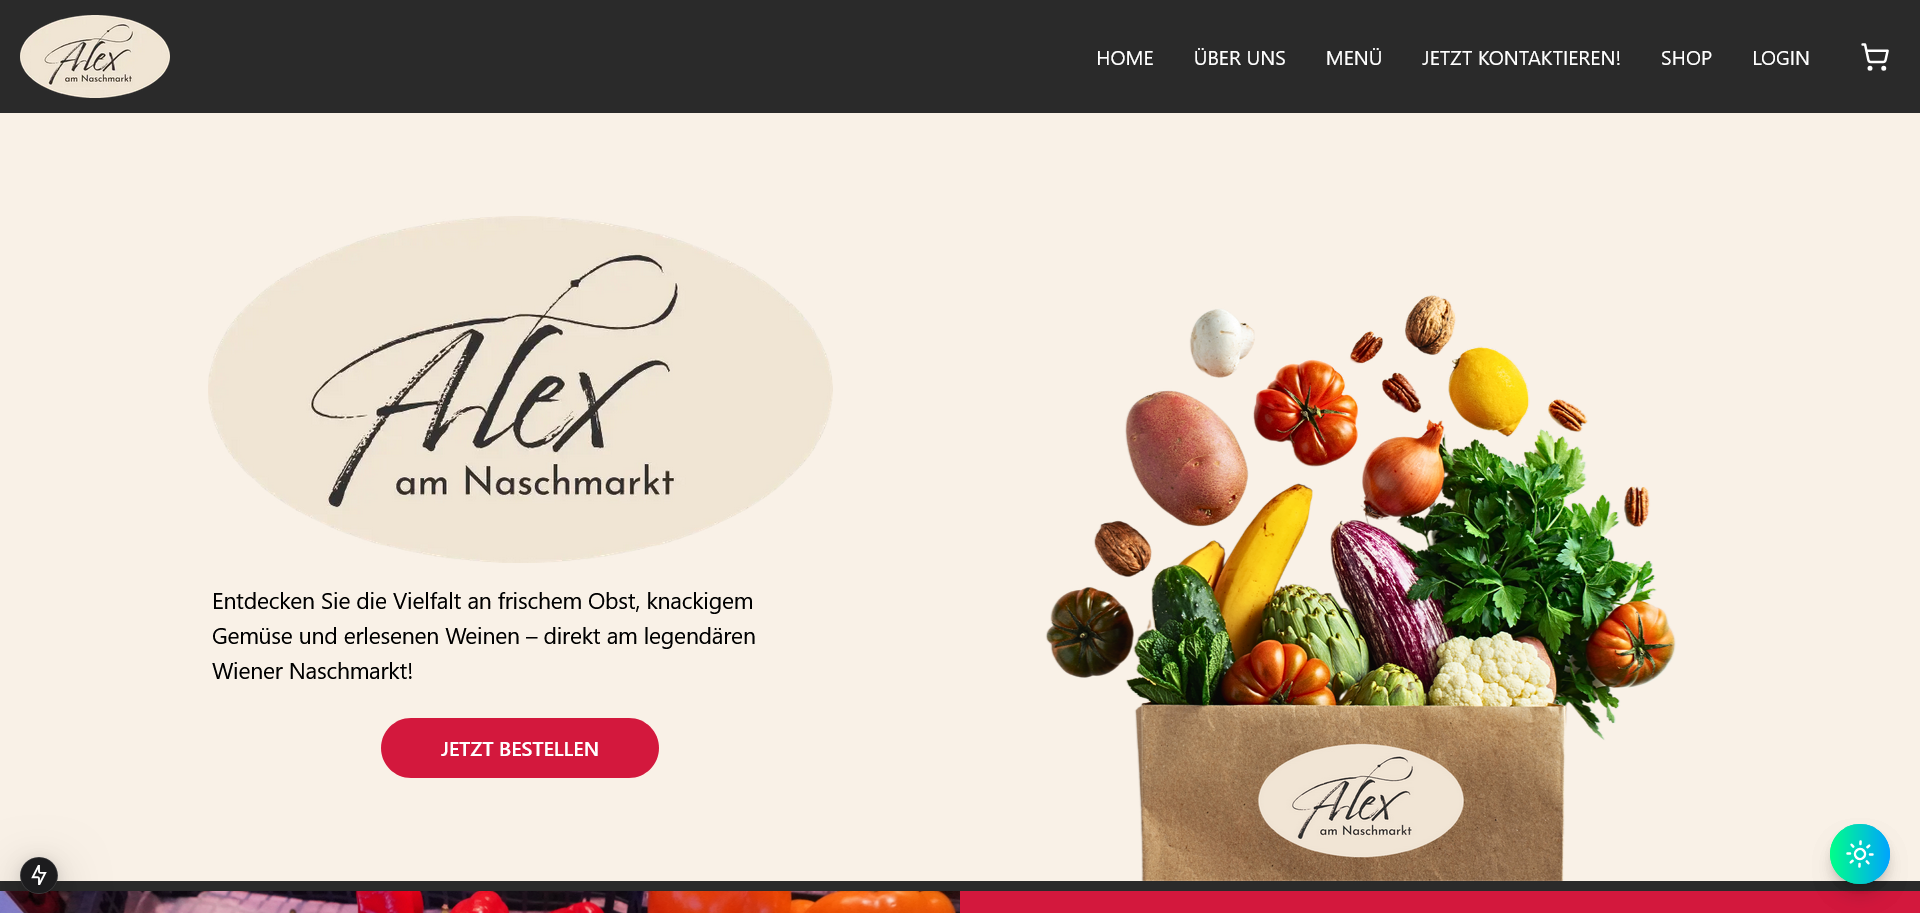 Alex
am Naschmarkt
HOME
ÜBER UNS
MENÜ
JETZT KONTAKTIEREN!
SHOP
LOGIN
Alex
am Naschmarkt
Entdecken Sie die Vielfalt an frischem Obst, knackigem
Gemüse und erlesenen Weinen – direkt am legendären
Wiener Naschmarkt!
JETZT BESTELLEN
Alex
am Naschmarkt